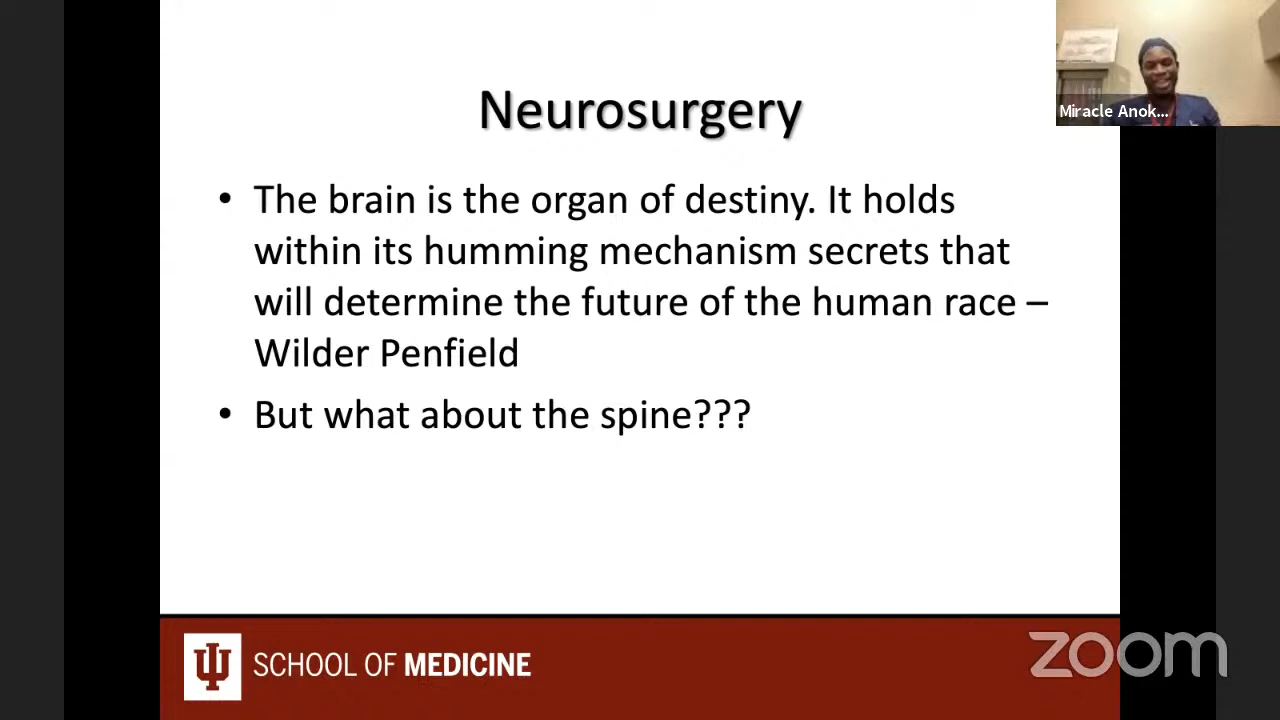 Neurosurgery
Miracle Anok...
• The brain is the organ of destiny. It holds
within its humming mechanism secrets that
will determine the future of the human race –
Wilder Penfield
• But what about the spine???
SCHOOL OF MEDICINE
zoom